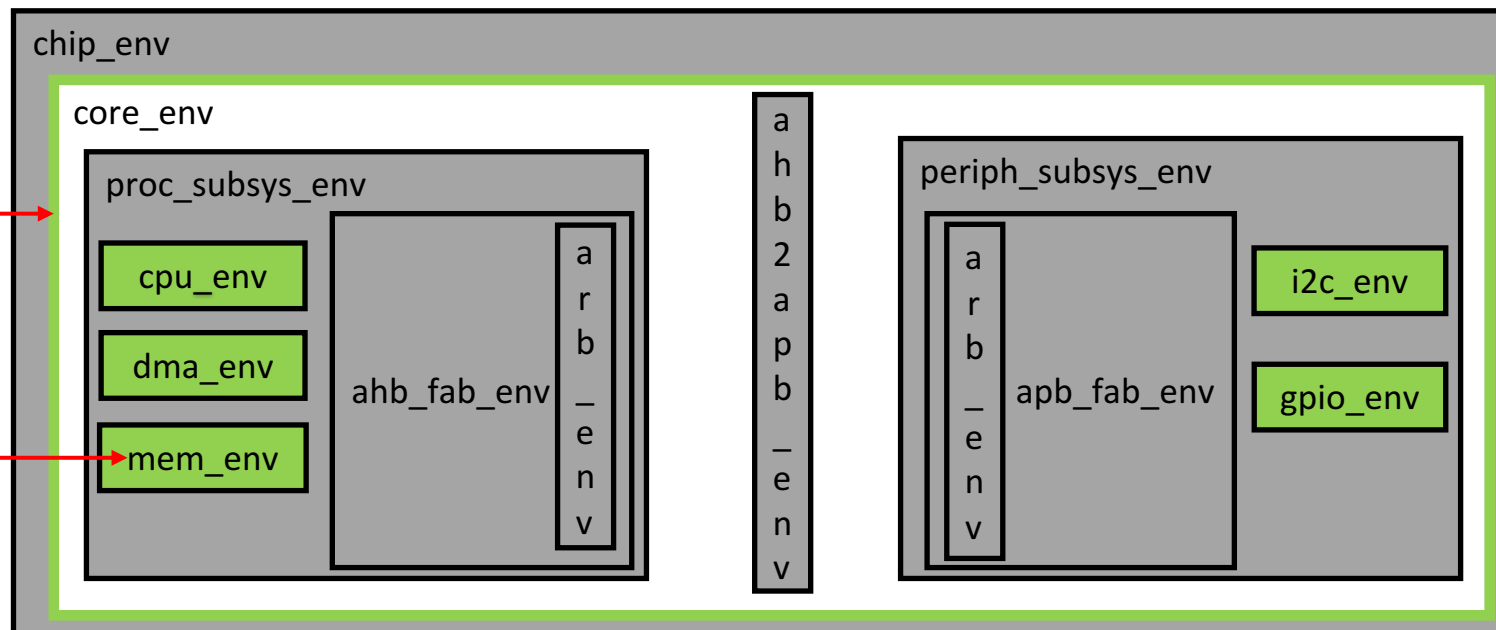 chip_env
core_env
proc_subsys_env
cpu_env
dma_env
mem_env
ahb_fab_env
arb_env
ahb2apb_env
periph_subsys_env
arb_env
apb_fab_env
i2c_env
gpio_env